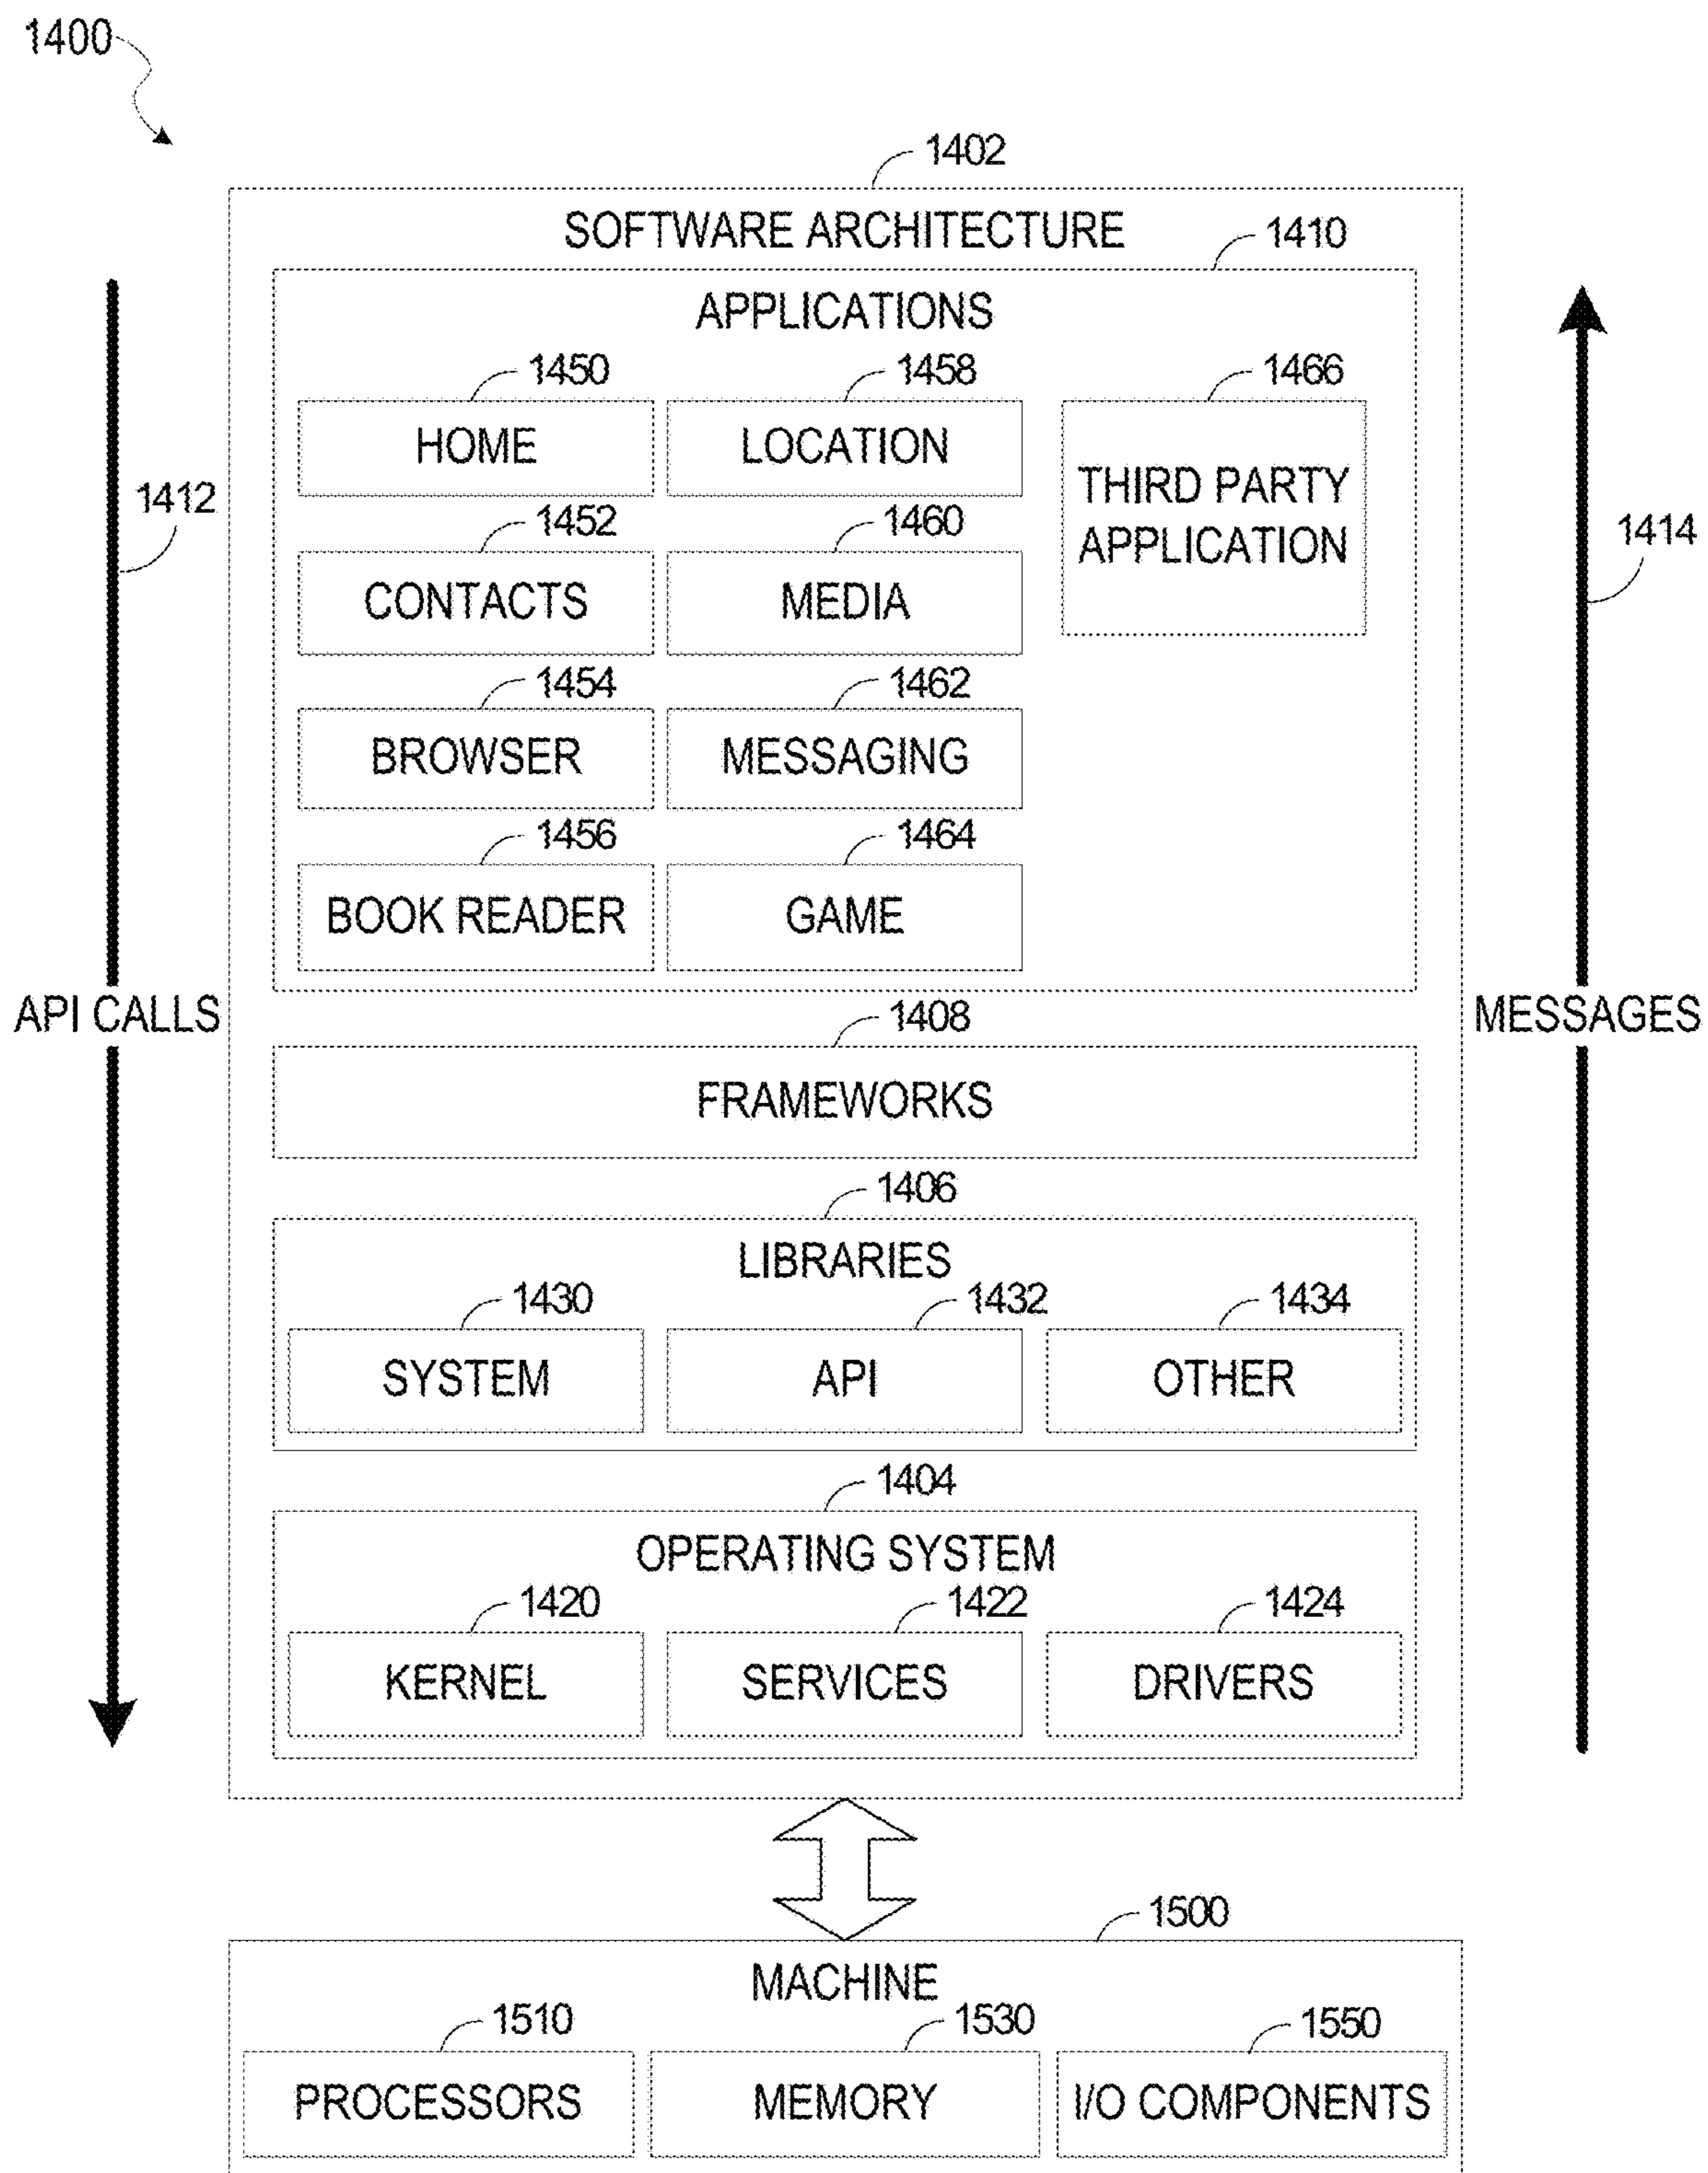 1400
1402
SOFTWARE ARCHITECTURE
1410
APPLICATIONS
1450
1458
1466
HOME
LOCATION
THIRD PARTY
APPLICATION
1412
1452
1460
1414
CONTACTS
MEDIA
1454
1462
BROWSER
MESSAGING
1456
1464
BOOK READER
GAME
API CALLS
1408
MESSAGES
FRAMEWORKS
1406
LIBRARIES
1430
1432
1434
SYSTEM
API
OTHER
1404
OPERATING SYSTEM
1420
1422
1424
KERNEL
SERVICES
DRIVERS
1500
MACHINE
1510
1530
1550
PROCESSORS
MEMORY
I/O COMPONENTS